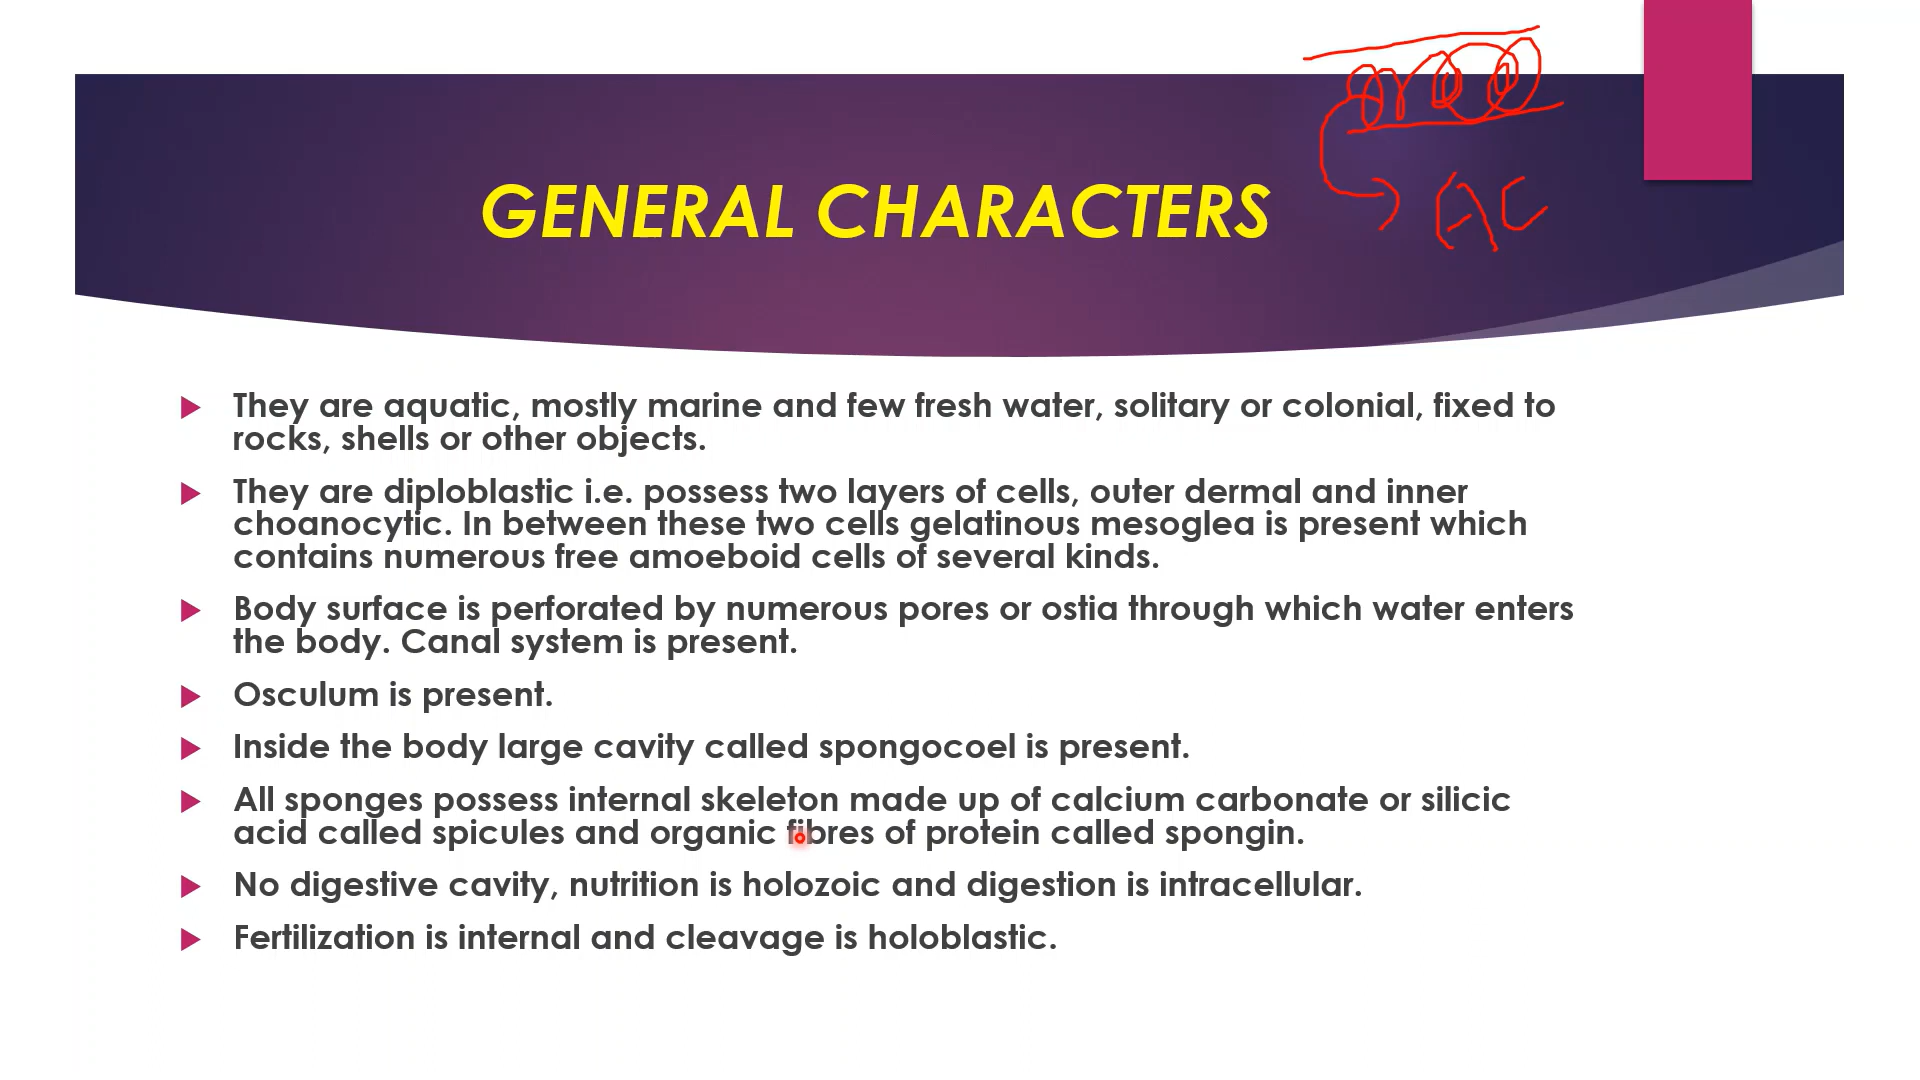 GENERAL CHARACTERS
AC
They are aquatic, mostly marine and few fresh water, solitary or colonial, fixed to
rocks, shells or other objects.
They are diploblastic i.e. possess two layers of cells, outer dermal and inner
choanocytic. In between these two cells gelatinous mesoglea is present which
contains numerous free amoeboid cells of several kinds.
Body surface is perforated by numerous pores or ostia through which water enters
the body. Canal system is present.
Osculum is present.
Inside the body large cavity called spongocoel is present.
All sponges possess internal skeleton made up of calcium carbonate or silicic
acid called spicules and organic fibres of protein called spongin.
No digestive cavity, nutrition is holozoic and digestion is intracellular.
Fertilization is internal and cleavage is holoblastic.